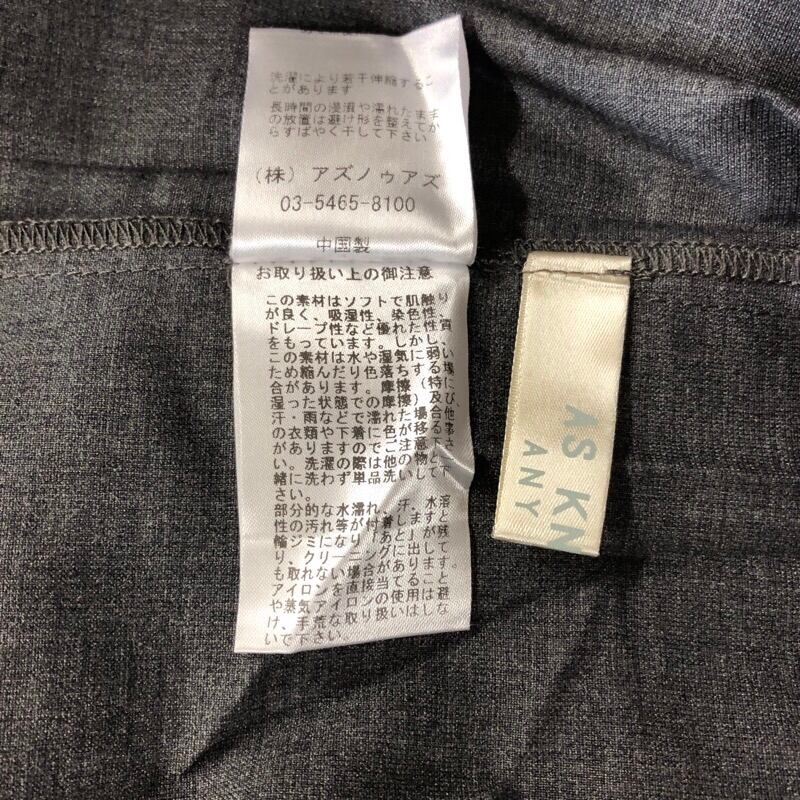 洗濯により若干伸縮するこ
とがあります
長時間の浸漬や濡れたまま
の放置は避け形を整えてか
らすばやく干して下さい
(株) アズノゥアズ
03-5465-8100
中国製
お取り扱い上の御注意
この素材はソフトで肌触り
が良く、吸湿性、染色性、
ドレープ性など優れた性質
をもっています。しかし、
この素材は水や湿気に弱い
ため縮んだり色落ちする場
合があります。摩擦(特に
湿った状態での摩擦)及び
汗・雨などで濡れた場合他
の衣類や下着に色が移る事
がありますのでご注意下さ
い。洗濯の際は他の物と一
緒に洗わず単品洗いして下
さい。
部分的な水濡れ、汗、水溶
性の汚れ等が付着しますと
輪ジミになり「あと」が残
り、クリーニングに出して
も取れない場合があります。
アイロンを直接当てること
や蒸気アイロンの使用は避
け、手荒な取り扱いはしな
いで下さい。
AS KN
ANY